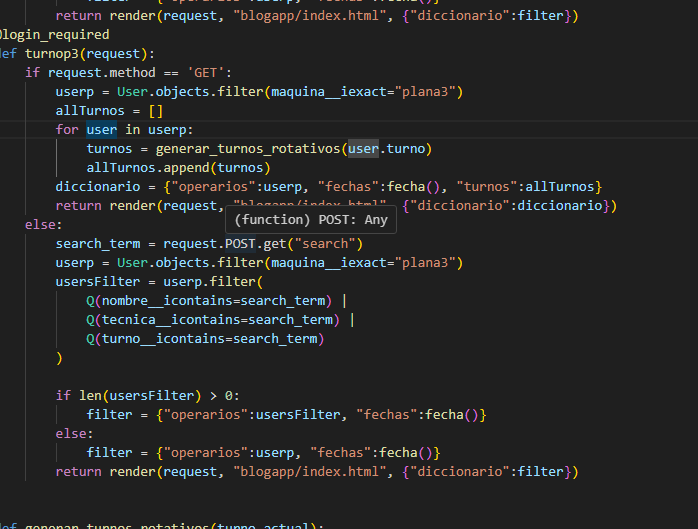 return render(request, "blogapp/index.html", {"diccionario":filter})
login_required
ef turnop3(request):
if request.method == 'GET':
userp = User.objects.filter(maquina__iexact="plana3")
allTurnos = []
for user in userp:
turnos = generar_turnos_rotativos(user.turno)
allTurnos.append(turnos)
diccionario = {"operarios":userp, "fechas":fecha(), "turnos":allTurnos}
return render(request, {"diccionario":diccionario})
(function) POST: Any
else:
search_term = request.POST.get("search")
userp = User.objects.filter(maquina__iexact="plana3")
usersFilter = userp.filter(
Q(nombre__icontains=search_term) |
Q(tecnica__icontains=search_term) |
Q(turno__icontains=search_term)
)
if len(usersFilter) > 0:
filter = {"operarios":usersFilter, "fechas":fecha()}
else:
filter = {"operarios":userp, "fechas":fecha()}
return render(request, "blogapp/index.html", {"diccionario":filter})
ef generar_turnos_rotativos(turno_actual):